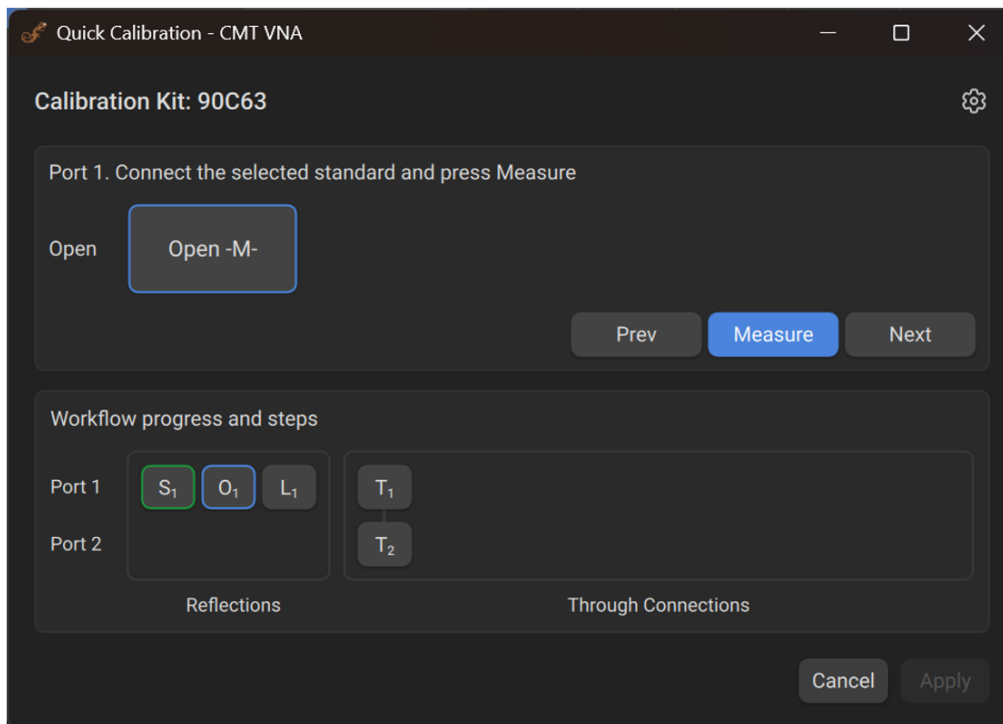 Quick Calibration - CMT VNA
Calibration Kit: 90C63
Port 1. Connect the selected standard and press Measure
Open Open -M-
Prev Measure Next
Workflow progress and steps
Port 1 S₁ O₁ L₁ T₁
Port 2 T₂
Reflections Through Connections
Cancel Apply